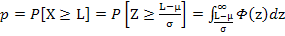 p = P[X ≥ L] = P[Z ≥ (L−μ)/σ] = ∫_{(L−μ)/σ}^{∞} Φ(z)dz